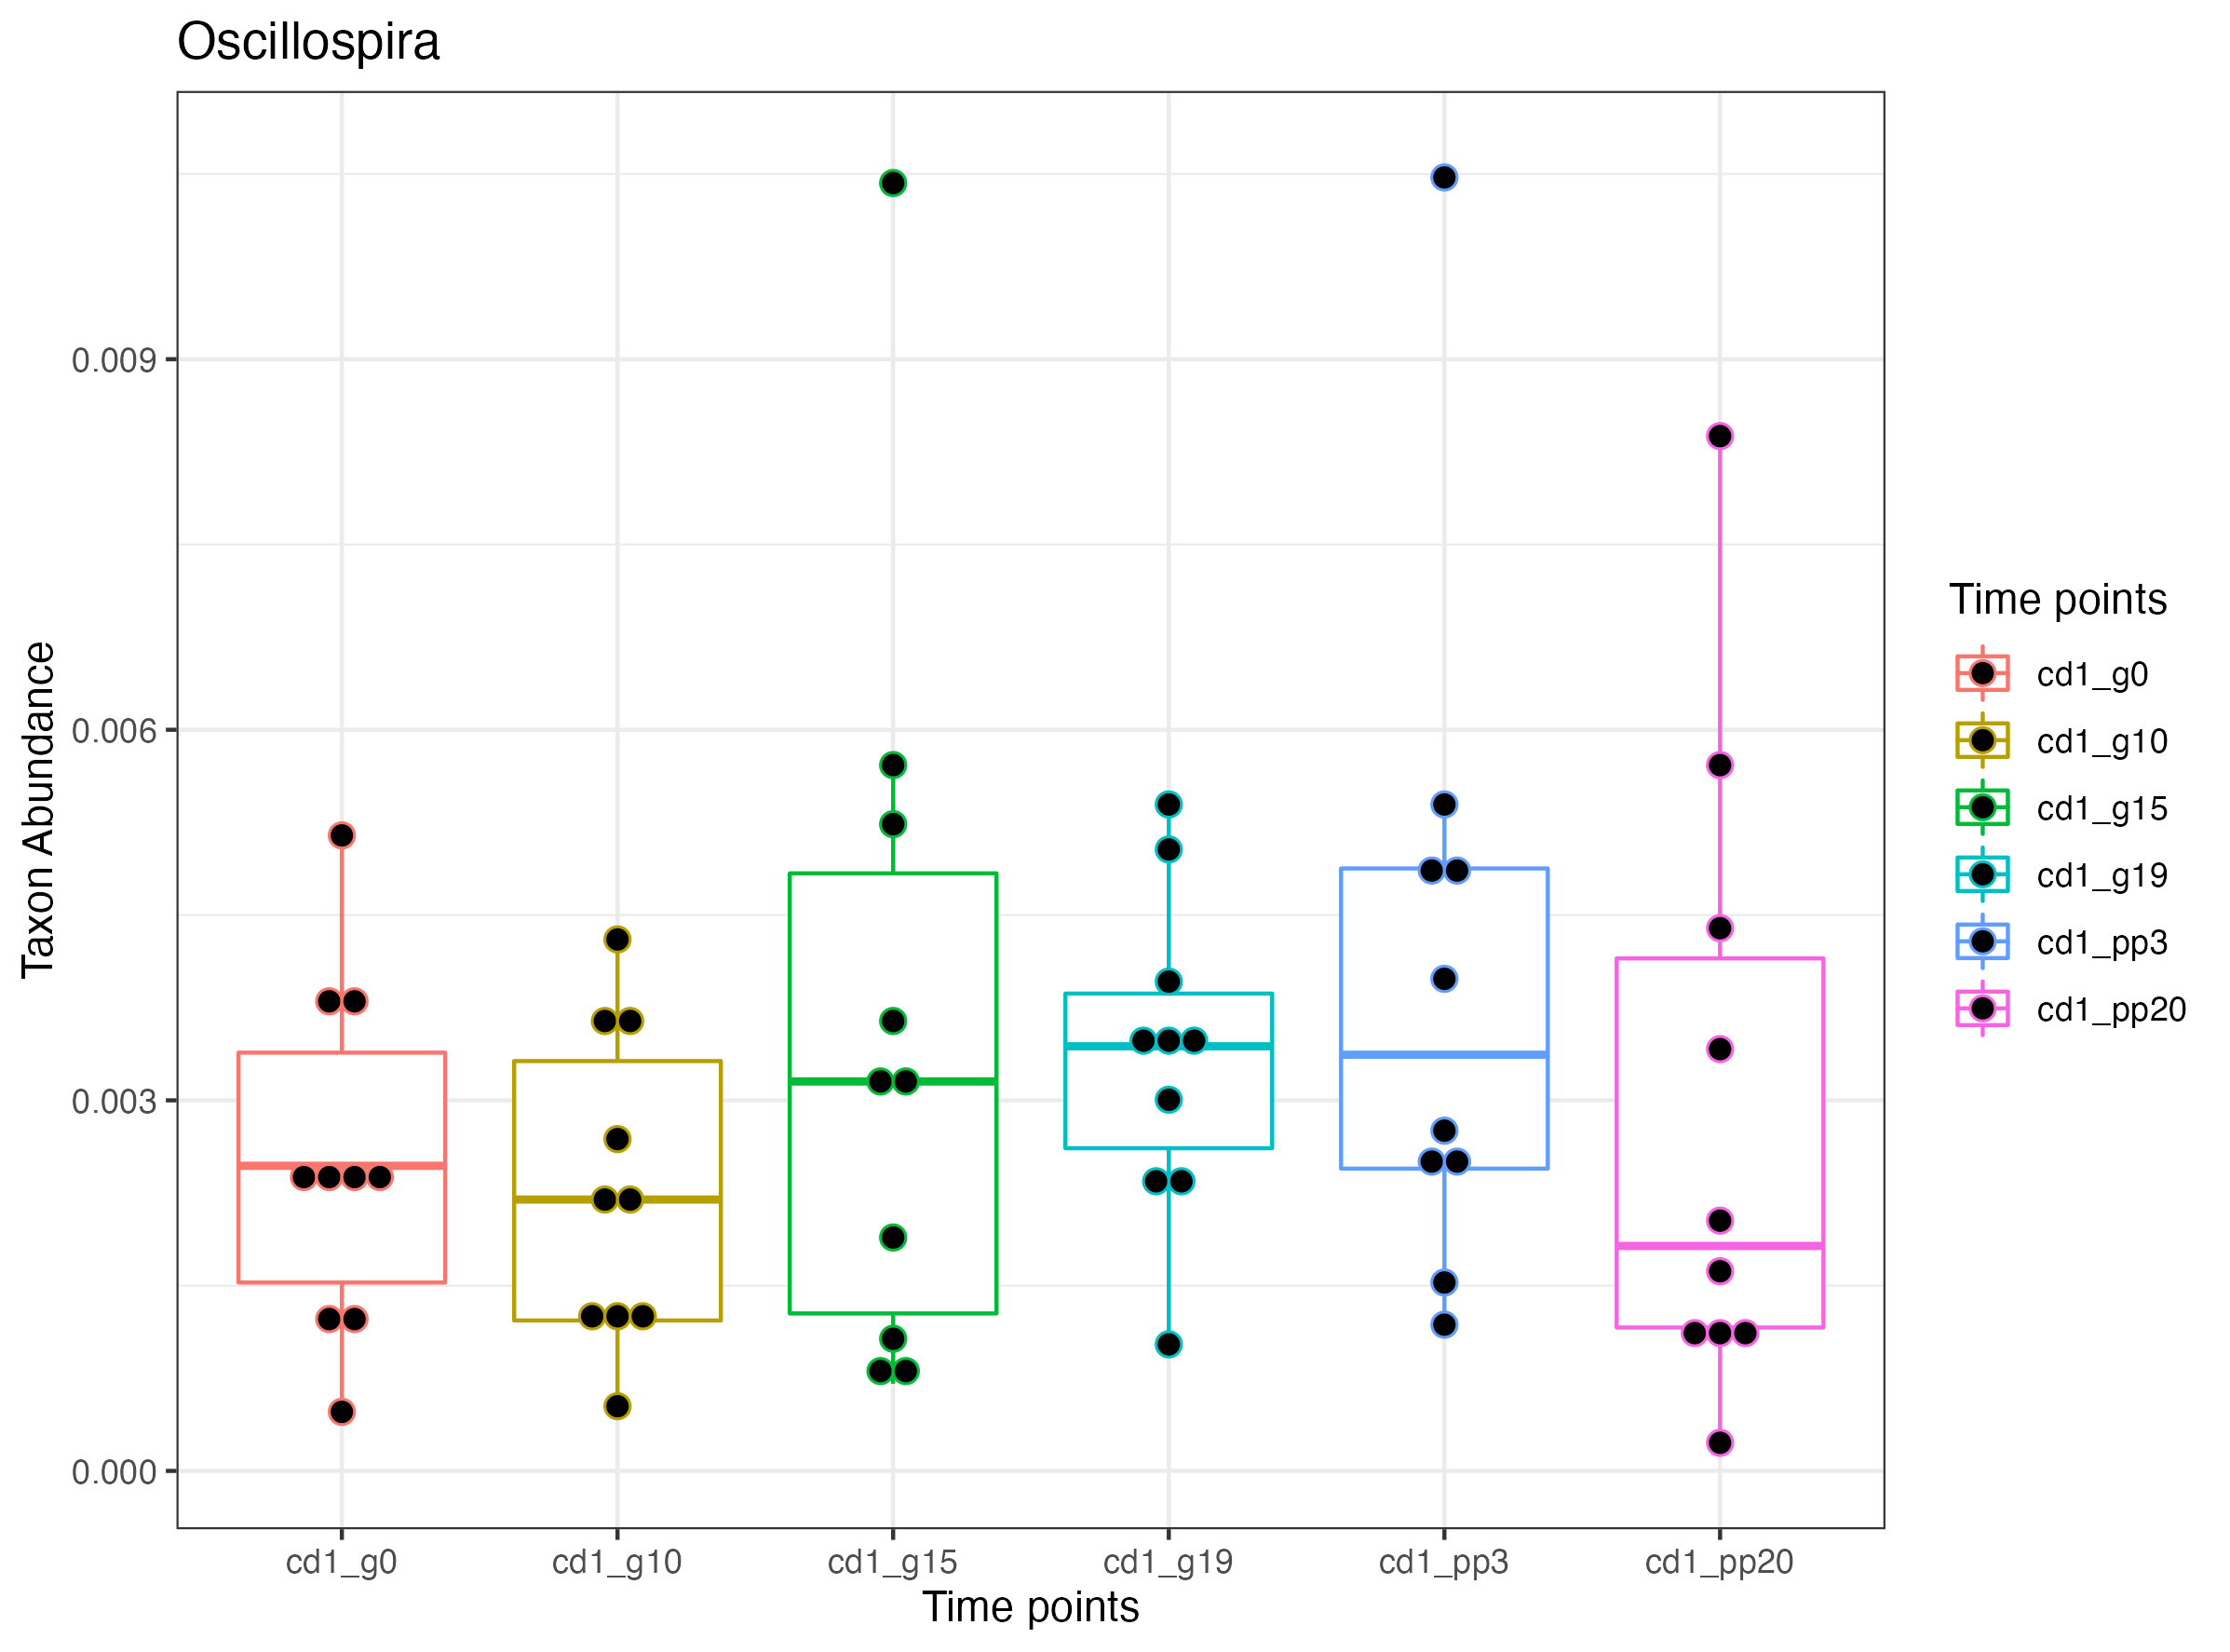 Oscillospira
Taxon Abundance
0.009
0.006
0.003
0.000
cd1_g0
cd1_g10
cd1_g15
cd1_g19
cd1_pp3
cd1_pp20
Time points
Time points
cd1_g0
cd1_g10
cd1_g15
cd1_g19
cd1_pp3
cd1_pp20